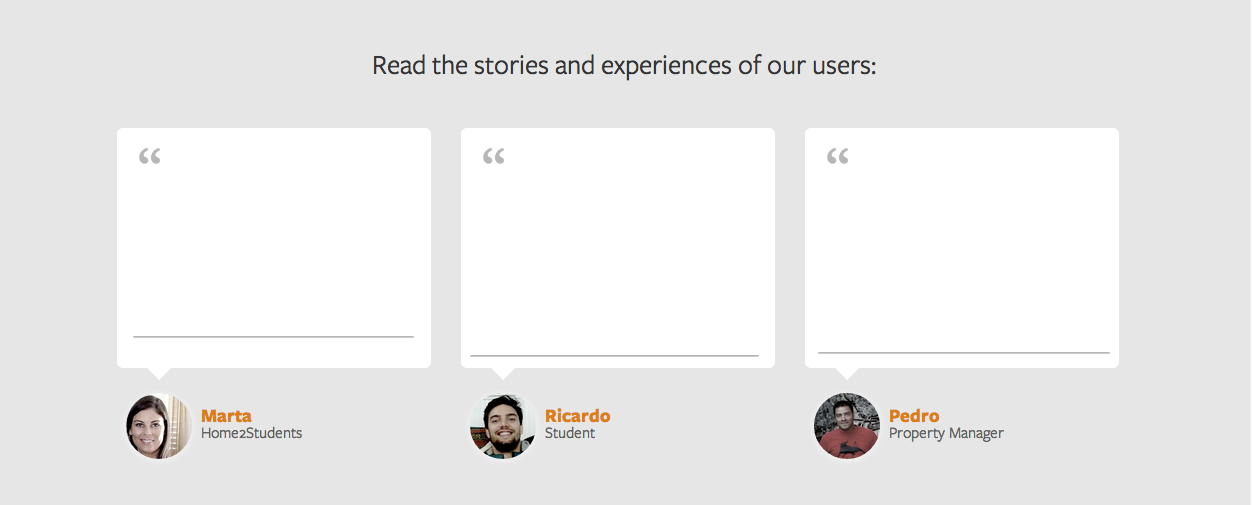 Read the stories and experiences of our users:
“ “ “
Marta Ricardo Pedro
Home2Students Student Property Manager